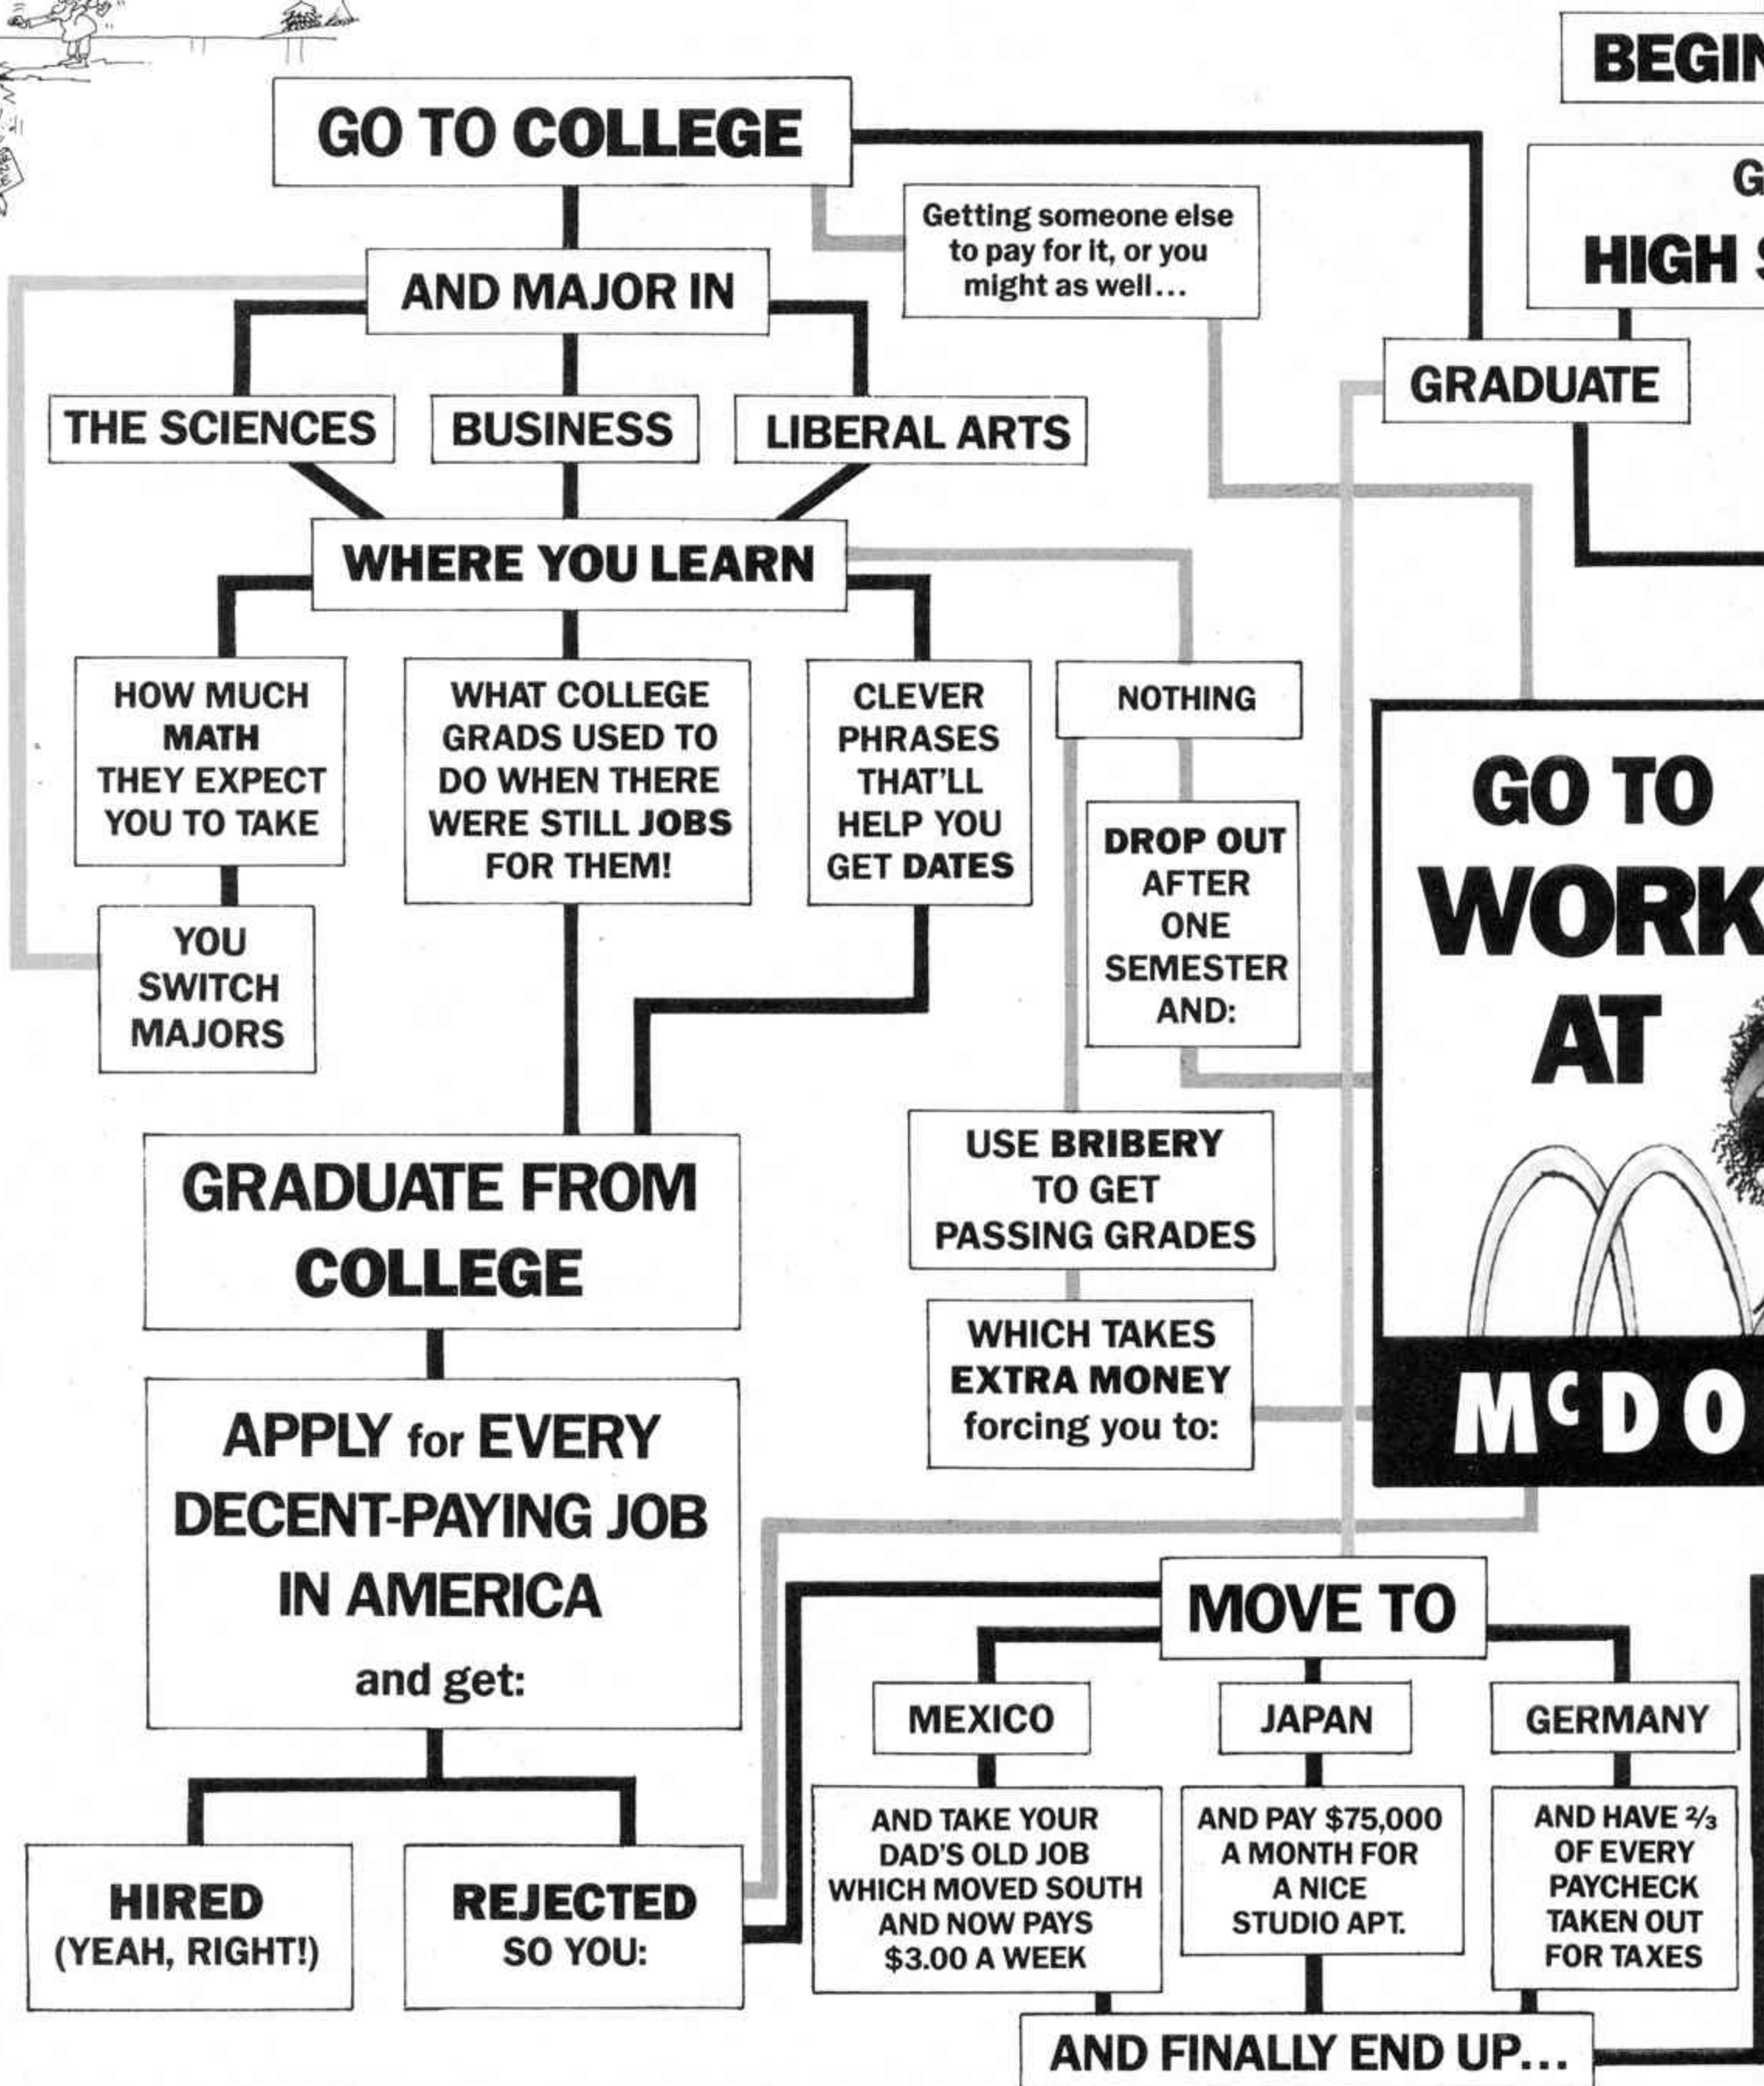 BEGIN
GO TO COLLEGE
Getting someone else
to pay for it, or you
might as well...
G
HIGH S
AND MAJOR IN
GRADUATE
THE SCIENCES
BUSINESS
LIBERAL ARTS
WHERE YOU LEARN
HOW MUCH
MATH
THEY EXPECT
YOU TO TAKE
WHAT COLLEGE
GRADS USED TO
DO WHEN THERE
WERE STILL JOBS
FOR THEM!
CLEVER
PHRASES
THAT'LL
HELP YOU
GET DATES
NOTHING
DROP OUT
AFTER
ONE
SEMESTER
AND:
GO TO
WORK
AT
McDO
YOU
SWITCH
MAJORS
USE BRIBERY
TO GET
PASSING GRADES
WHICH TAKES
EXTRA MONEY
forcing you to:
GRADUATE FROM
COLLEGE
APPLY for EVERY
DECENT-PAYING JOB
IN AMERICA
and get:
HIRED
(YEAH, RIGHT!)
REJECTED
SO YOU:
MOVE TO
MEXICO
JAPAN
GERMANY
AND TAKE YOUR
DAD'S OLD JOB
WHICH MOVED SOUTH
AND NOW PAYS
$3.00 A WEEK
AND PAY $75,000
A MONTH FOR
A NICE
STUDIO APT.
AND HAVE ⅔
OF EVERY
PAYCHECK
TAKEN OUT
FOR TAXES
AND FINALLY END UP...